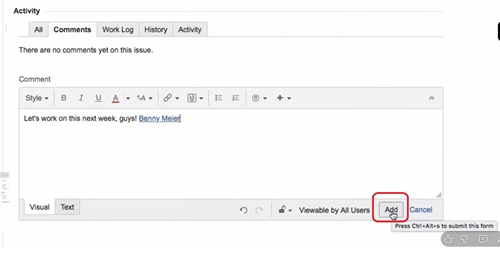 Activity
All Comments Work Log History Activity
There are no comments yet on this issue.
Comment
Style B I U A A
Let's work on this next week, guys! Benny Meier
Visual Text Viewable by All Users Add Cancel
Press Ctrl+Alt+s to submit this form